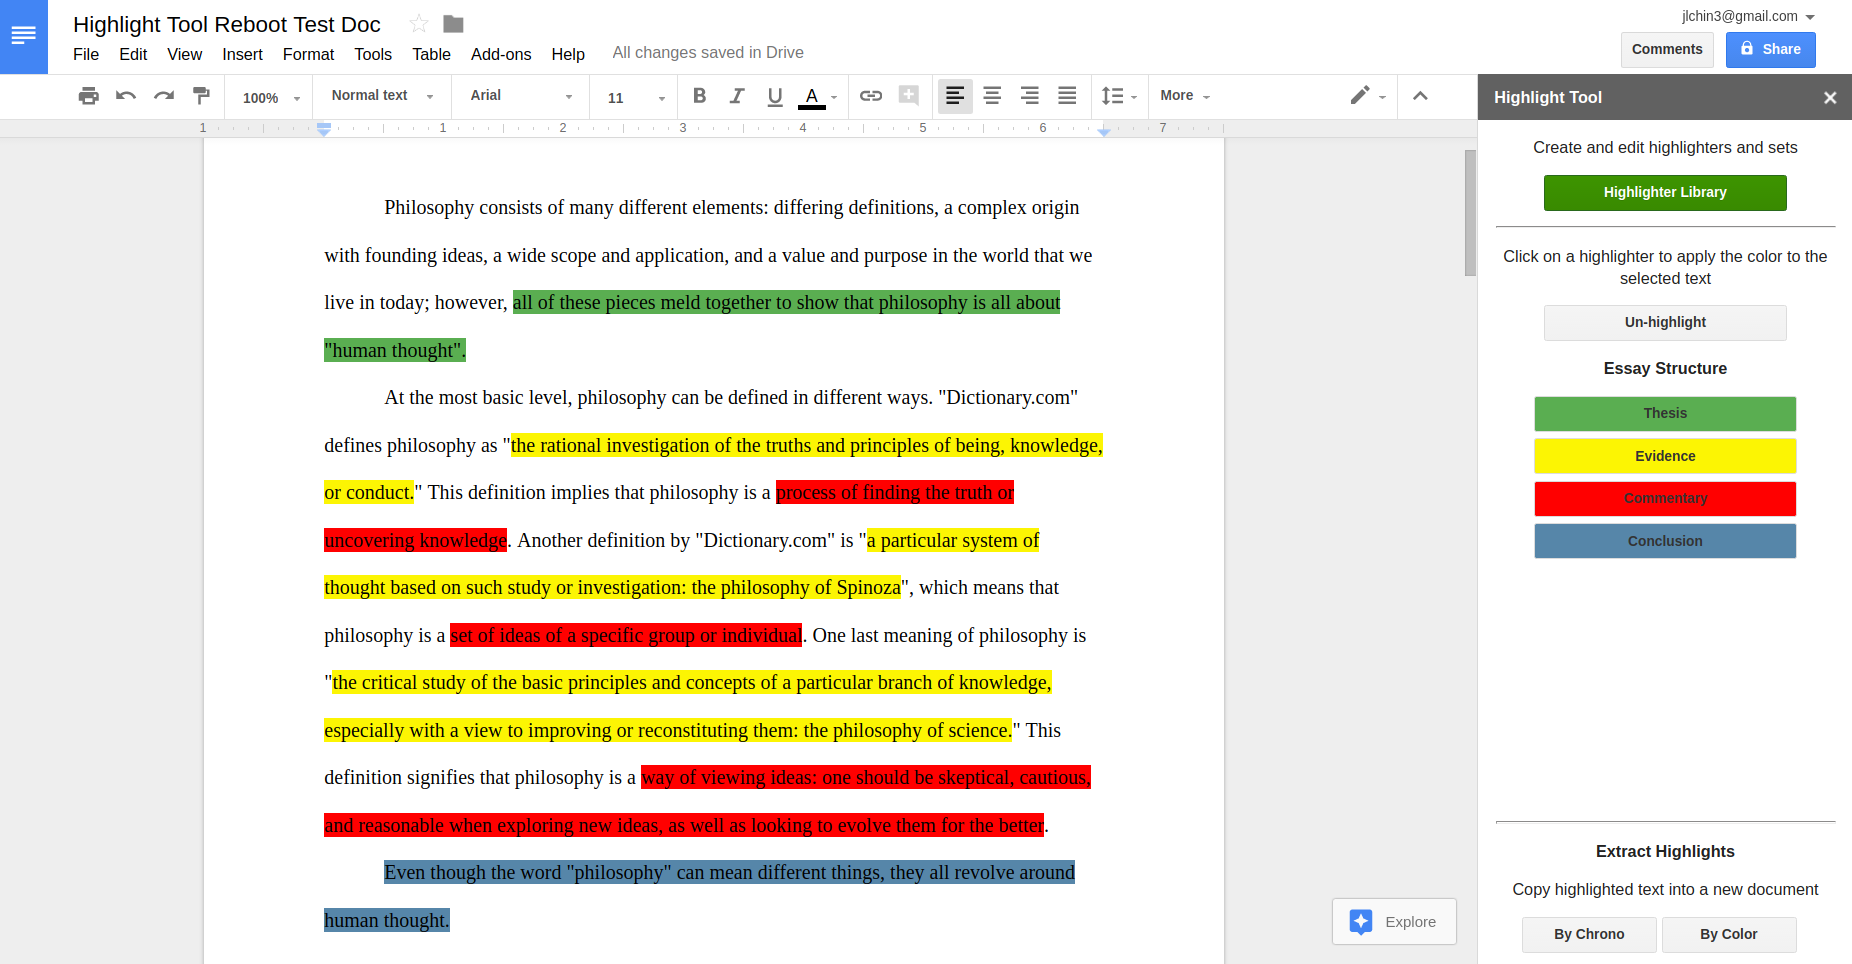 Highlight Tool Reboot Test Doc
jlchin3@gmail.com
File Edit View Insert Format Tools Table Add-ons Help All changes saved in Drive
Comments Share
100% Normal text Arial 11 B I U A More
Highlight Tool
1 1 2 3 4 5 6 7
Philosophy consists of many different elements: differing definitions, a complex origin
with founding ideas, a wide scope and application, and a value and purpose in the world that we
live in today; however, all of these pieces meld together to show that philosophy is all about
"human thought".
At the most basic level, philosophy can be defined in different ways. "Dictionary.com"
defines philosophy as "the rational investigation of the truths and principles of being, knowledge,
or conduct." This definition implies that philosophy is a process of finding the truth or
uncovering knowledge. Another definition by "Dictionary.com" is "a particular system of
thought based on such study or investigation: the philosophy of Spinoza", which means that
philosophy is a set of ideas of a specific group or individual. One last meaning of philosophy is
"the critical study of the basic principles and concepts of a particular branch of knowledge,
especially with a view to improving or reconstituting them: the philosophy of science." This
definition signifies that philosophy is a way of viewing ideas: one should be skeptical, cautious,
and reasonable when exploring new ideas, as well as looking to evolve them for the better.
Even though the word "philosophy" can mean different things, they all revolve around
human thought.
Explore
Create and edit highlighters and sets
Highlighter Library
Click on a highlighter to apply the color to the
selected text
Un-highlight
Essay Structure
Thesis
Evidence
Commentary
Conclusion
Extract Highlights
Copy highlighted text into a new document
By Chrono By Color